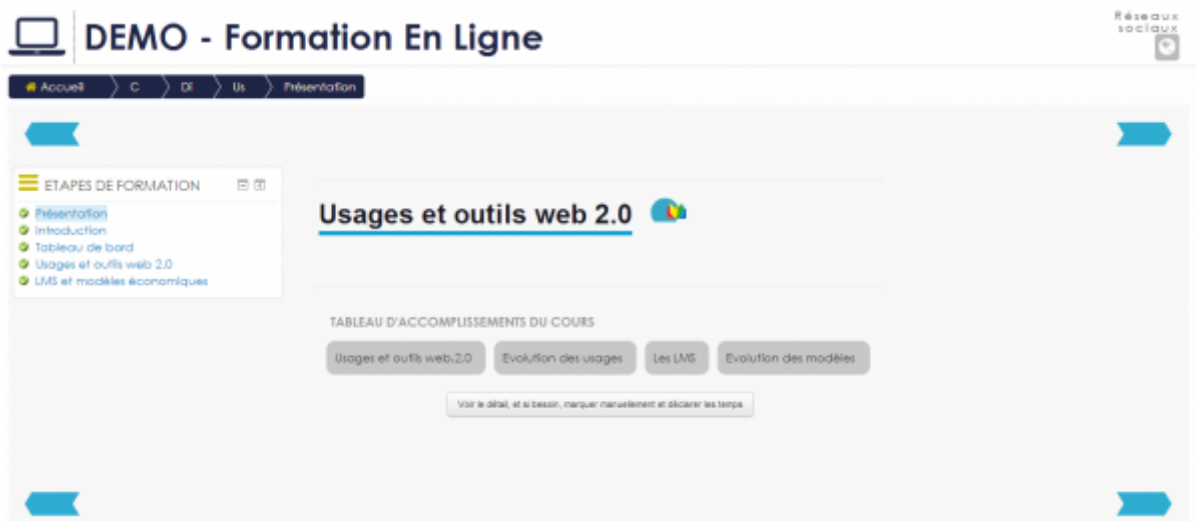 DEMO - Formation En Ligne
Réseaux
sociaux
Accueil C DI Us Présentation
ETAPES DE FORMATION
Présentation
Introduction
Tableau de bord
Usages et outils web 2.0
LMS et modèles économiques
Usages et outils web 2.0
TABLEAU D'ACCOMPLISSEMENTS DU COURS
Usages et outils web.2.0 Evolution des usages Les LMS Evolution des modèles
Voir le détail, et si besoin, marquer manuellement et déclarer les temps